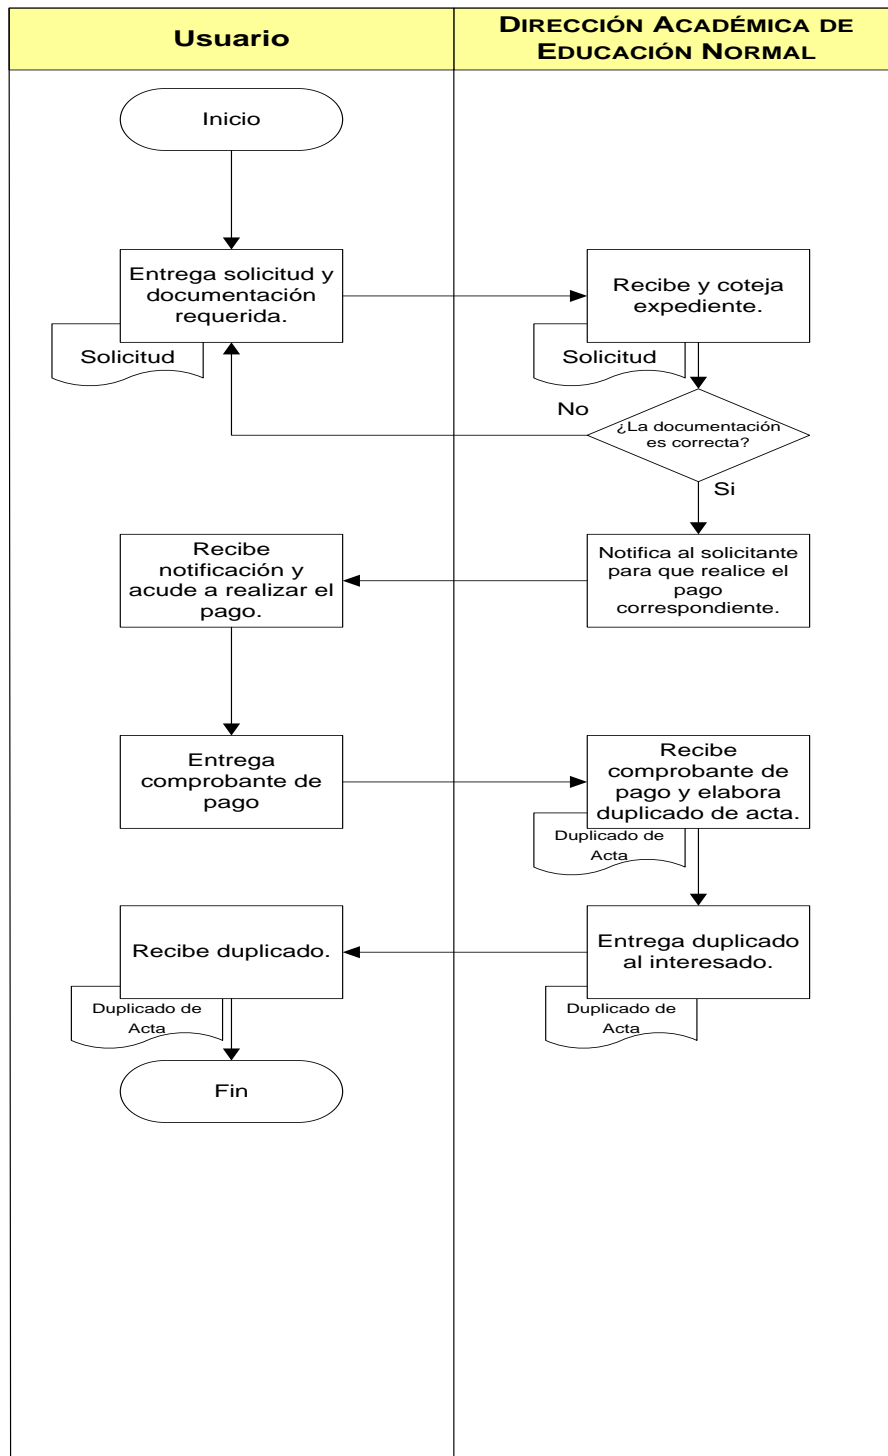 Usuario
DIRECCIÓN ACADÉMICA DE
EDUCACIÓN NORMAL
Inicio
Entrega solicitud y
documentación
requerida.
Solicitud
Recibe y coteja
expediente.
Solicitud
No
¿La documentación
es correcta?
Si
Notifica al solicitante
para que realice el
pago
correspondiente.
Recibe
notificación y
acude a realizar el
pago.
Entrega
comprobante de
pago
Recibe
comprobante de
pago y elabora
duplicado de acta.
Duplicado de
Acta
Entrega duplicado
al interesado.
Duplicado de
Acta
Recibe duplicado.
Duplicado de
Acta
Fin